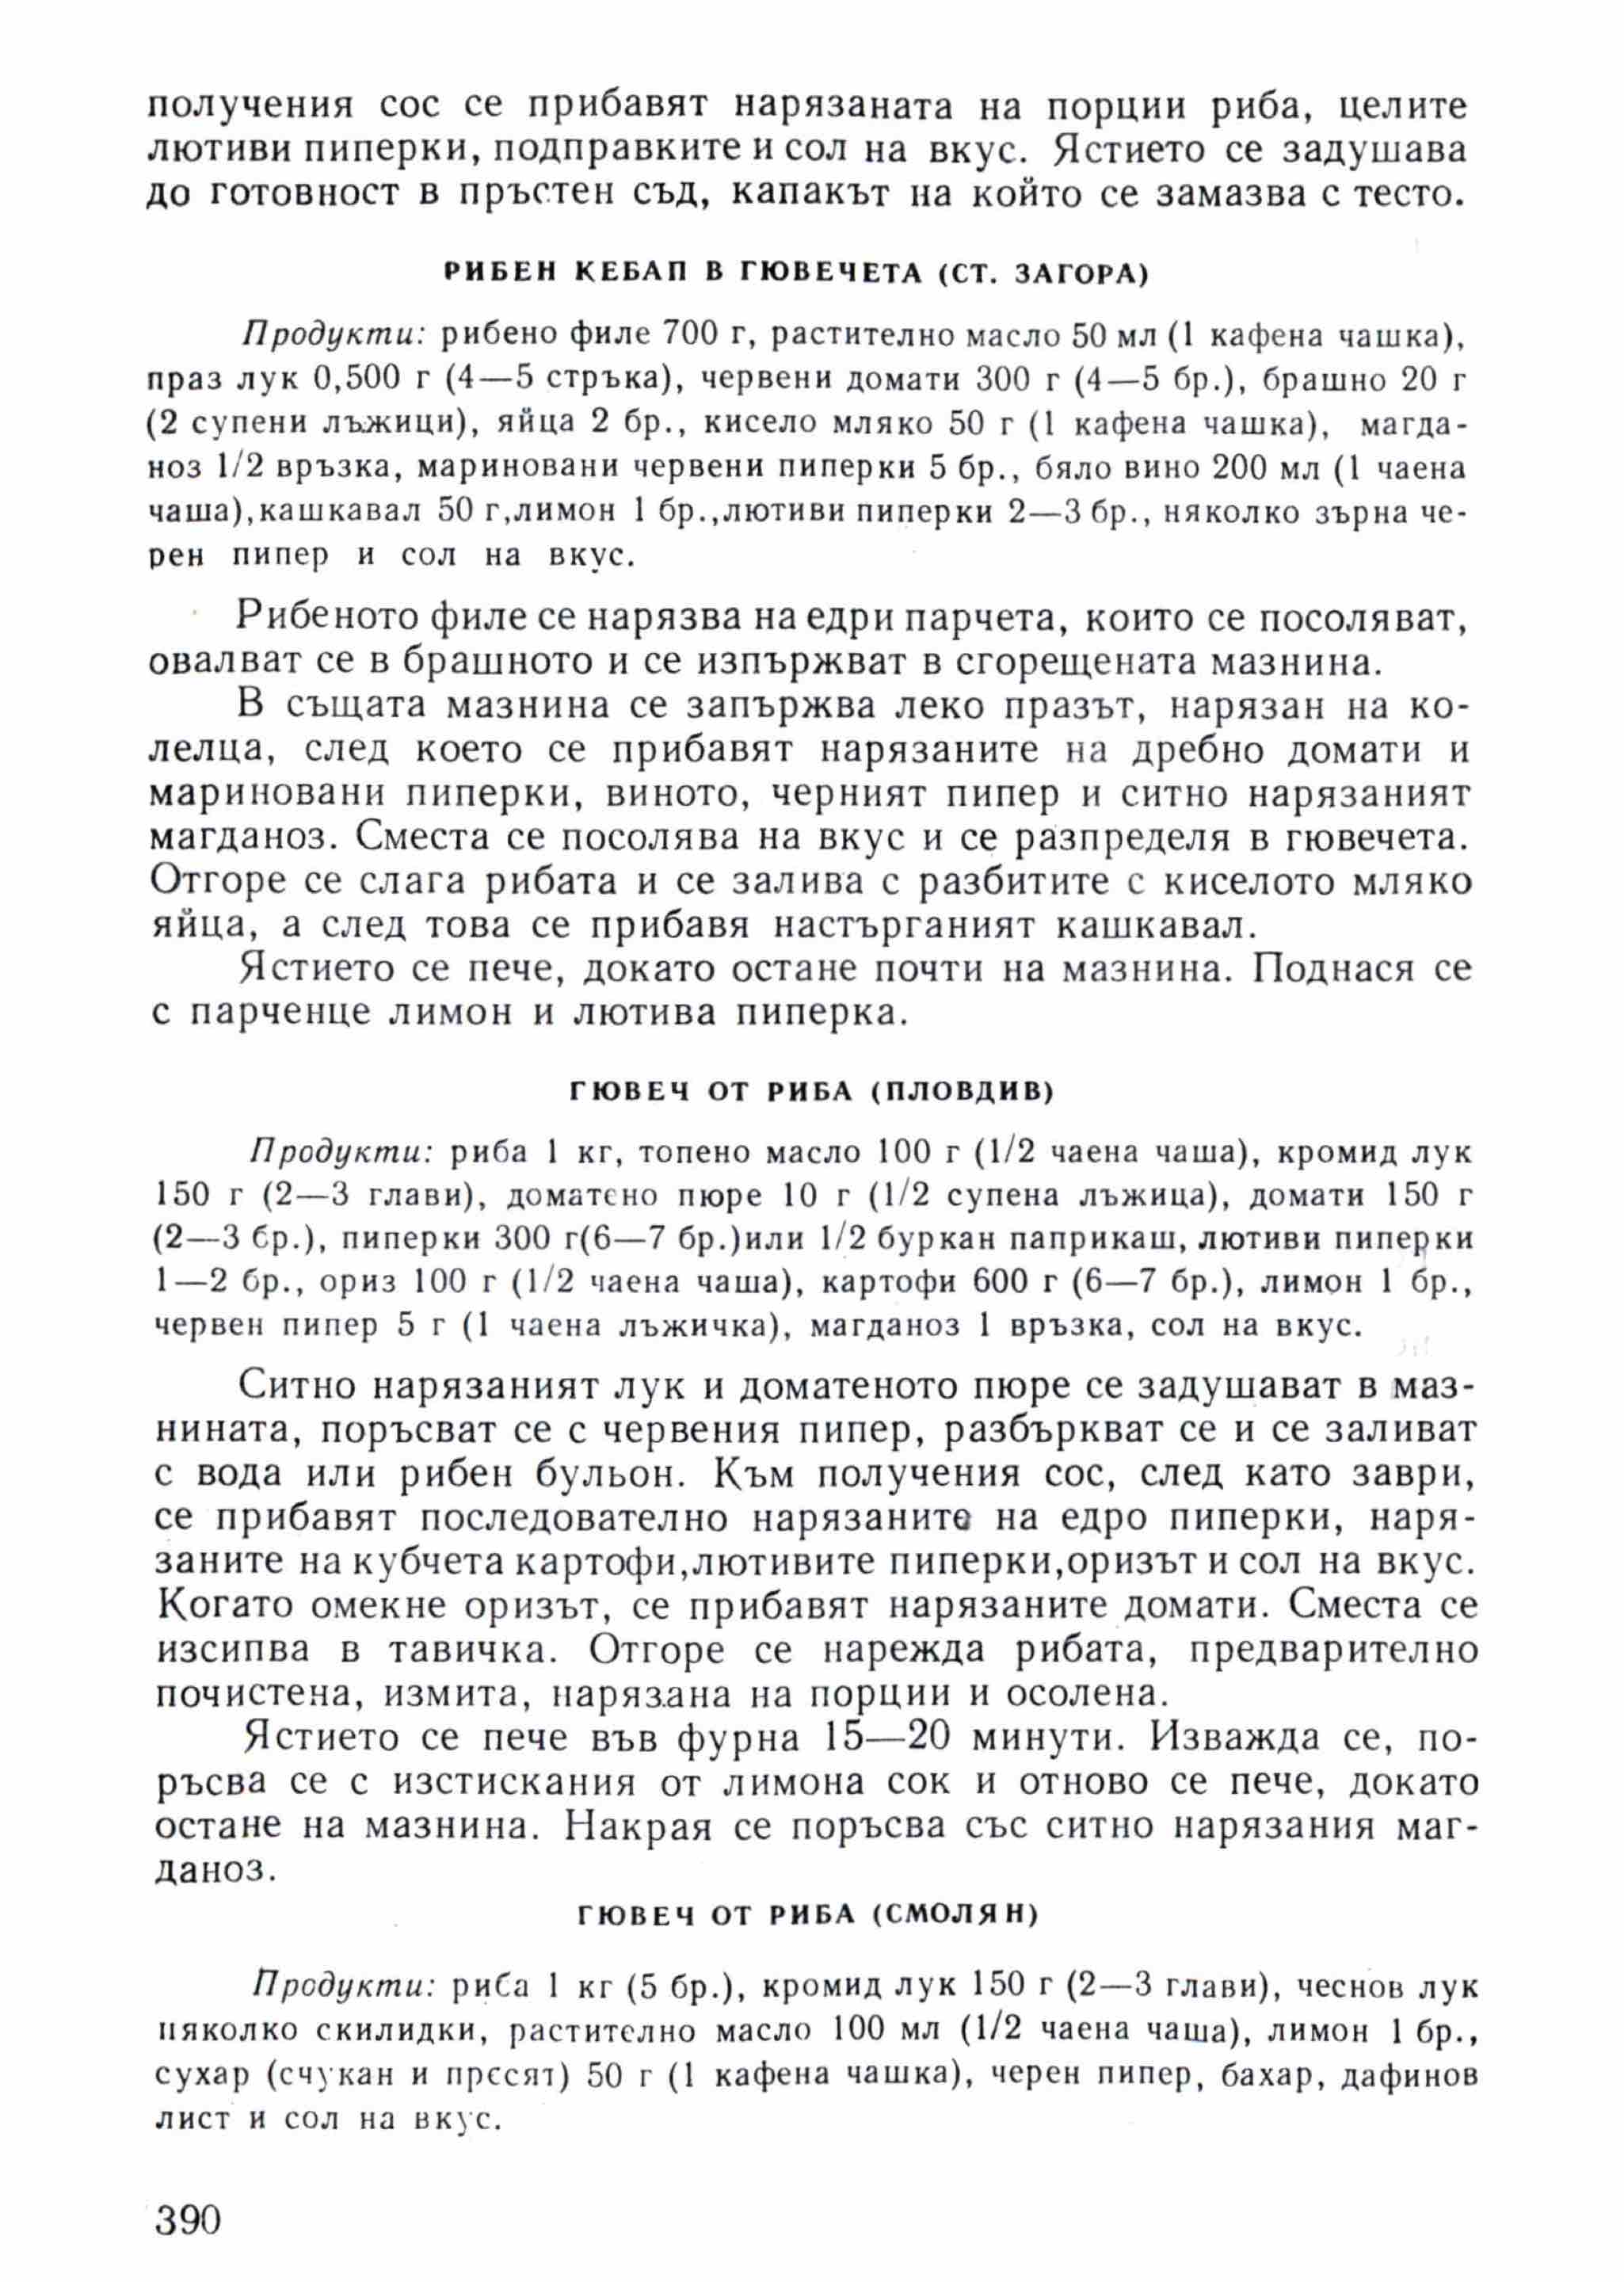 получения сос се прибавят нарязаната на порции риба, целите
лютиви пиперки, подправките и сол на вкус. Ястието се задушава
до готовност в пръстен съд, капакът на който се замазва с тесто.
РИБЕН КЕБАП В ГЮВЕЧЕТА (СТ. ЗАГОРА)
Продукти: рибено филе 700 г, растително масло 50 мл (1 кафена чашка),
праз лук 0,500 г (4—5 стръка), червени домати 300 г (4—5 бр.), брашно 20 г
(2 супени лъжици), яйца 2 бр., кисело мляко 50 г (1 кафена чашка), магда-
ноз 1/2 връзка, мариновани червени пиперки 5 бр., бяло вино 200 мл (1 чаена
чаша),кашкавал 50 г,лимон 1 бр.,лютиви пиперки 2—3 бр., няколко зърна че-
рен пипер и сол на вкус.
Рибеното филе се нарязва на едри парчета, които се посоляват,
овалват се в брашното и се изпържват в сгорещената мазнина.
В същата мазнина се запържва леко празът, нарязан на ко-
лелца, след което се прибавят нарязаните на дребно домати и
мариновани пиперки, виното, черният пипер и ситно нарязаният
магданоз. Сместа се посолява на вкус и се разпределя в гювечета.
Отгоре се слага рибата и се залива с разбитите с киселото мляко
яйца, а след това се прибавя настърганият кашкавал.
Ястието се пече, докато остане почти на мазнина. Поднася се
с парченце лимон и лютива пиперка.
ГЮВЕЧ ОТ РИБА (ПЛОВДИВ)
Продукти: риба 1 кг, топено масло 100 г (1/2 чаена чаша), кромид лук
150 г (2—3 глави), доматено пюре 10 г (1/2 супена лъжица), домати 150 г
(2—3 бр.), пиперки 300 г(6—7 бр.)или 1/2 буркан паприкаш, лютиви пиперки
1—2 бр., ориз 100 г (1/2 чаена чаша), картофи 600 г (6—7 бр.), лимон 1 бр.,
червен пипер 5 г (1 чаена лъжичка), магданоз 1 връзка, сол на вкус.
Ситно нарязаният лук и доматеното пюре се задушават в маз-
нината, поръсват се с червения пипер, разбъркват се и се заливат
с вода или рибен бульон. Към получения сос, след като заври,
се прибавят последователно нарязаните на едро пиперки, наря-
заните на кубчета картофи,лютивите пиперки,оризът и сол на вкус.
Когато омекне оризът, се прибавят нарязаните домати. Сместа се
изсипва в тавичка. Отгоре се нарежда рибата, предварително
почистена, измита, нарязана на порции и осолена.
Ястието се пече във фурна 15—20 минути. Изважда се, по-
ръсва се с изстискания от лимона сок и отново се пече, докато
остане на мазнина. Накрая се поръсва със ситно нарязания маг-
даноз.
ГЮВЕЧ ОТ РИБА (СМОЛЯН)
Продукти: риба 1 кг (5 бр.), кромид лук 150 г (2—3 глави), чеснов лук
няколко скилидки, растително масло 100 мл (1/2 чаена чаша), лимон 1 бр.,
сухар (счукан и пресят) 50 г (1 кафена чашка), черен пипер, бахар, дафинов
лист и сол на вкус.
390